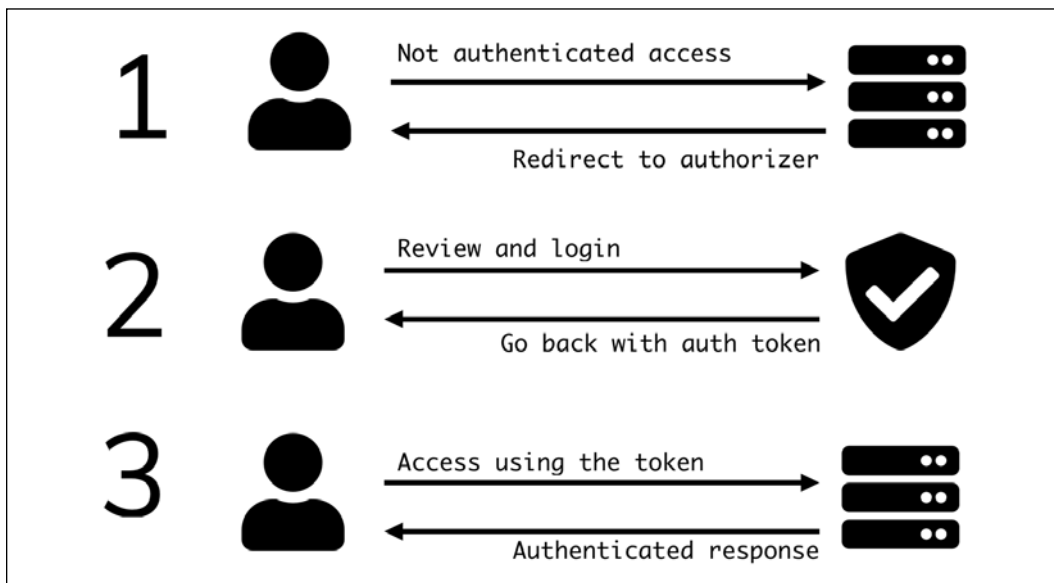 1
Not authenticated access
Redirect to authorizer
2
Review and login
Go back with auth token
3
Access using the token
Authenticated response